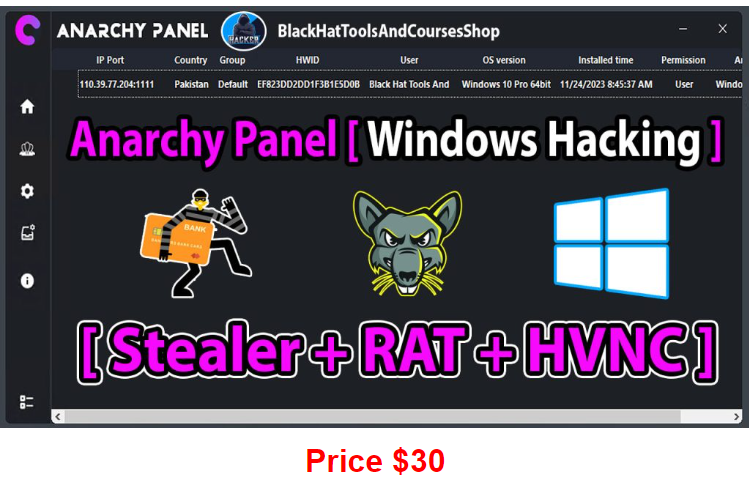 ANARCHY PANEL HACKER BlackHatToolsAndCoursesShop
IP Port Country Group HWID User OS version Installed time Permission A
110.39.77.204:1111 Pakistan Default EF823DD2DD1F3B1E5D0B Black Hat Tools And Windows 10 Pro 64bit 11/24/2023 8:45:37 AM User Windo
Anarchy Panel [ Windows Hacking ]
BANK
[ Stealer + RAT + HVNC ]
Price $30